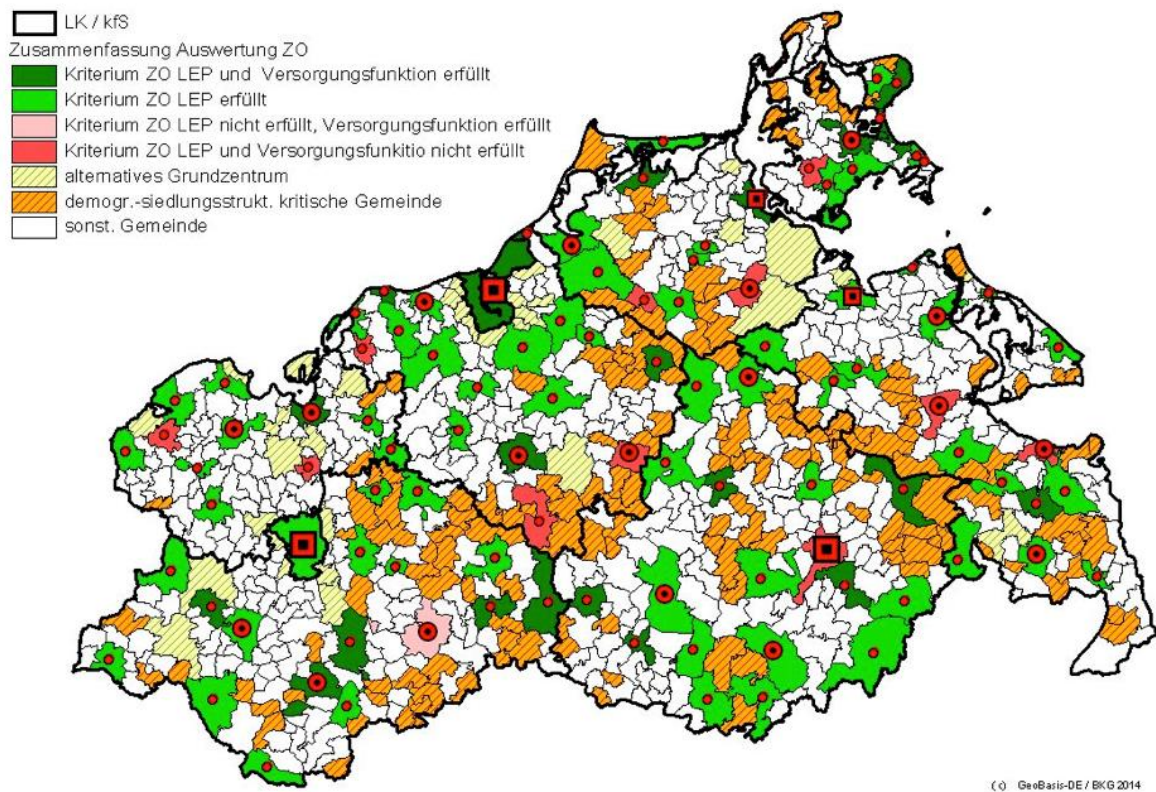 LK / kfS
Zusammenfassung Auswertung ZO
Kriterium ZO LEP und Versorgungsfunktion erfüllt
Kriterium ZO LEP erfüllt
Kriterium ZO LEP nicht erfüllt, Versorgungsfunktion erfüllt
Kriterium ZO LEP und Versorgungsfunkitio nicht erfüllt
alternatives Grundzentrum
demogr.-siedlungsstrukt. kritische Gemeinde
sonst. Gemeinde
(c) GeoBasis-DE / BKG 2014